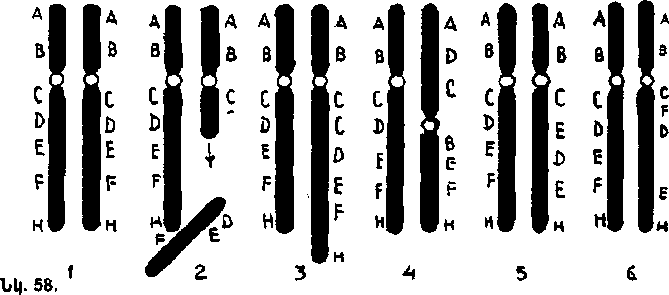 A A A A A A A A A A A A
B B B B B B B D B B B B
C C C C C C C C C C C C
D D D C D B D E D F
E E E D E E E D E D
F F F E F F F E F E
H H H F H H H H H H
F E D F H
1 2 3 4 5 6
Նկ. 58.